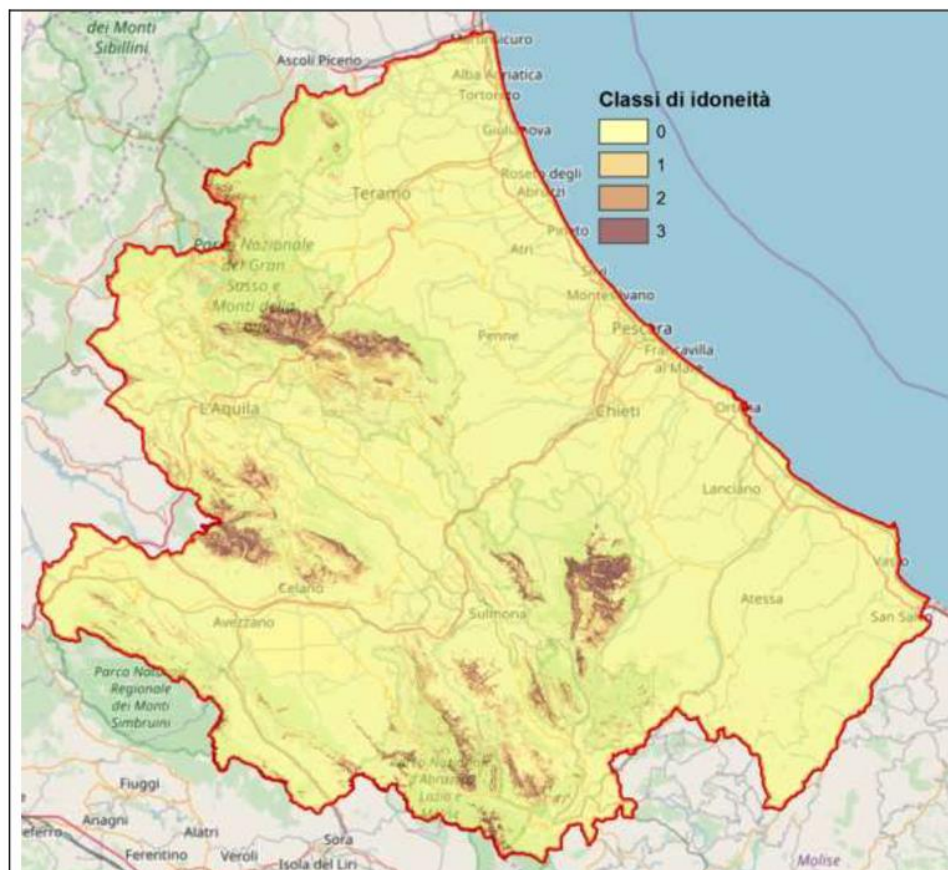 dei Monti
Sibillini
Ascoli Piceno
Alba Adriatica
Tortoreto
Giulianova
Classi di idoneità
0
1
2
3
Roseto degli
Abruzzi
Teramo
Pineto
Atri
Parco Nazionale
del Gran
Sasso e
Monti della
Silvi
Montesilvano
Penne
Pescara
Francavilla
al Mare
L'Aquila
Chieti
Ortona
Lanciano
Vasto
Celano
Sulmona
Atessa
San Salvo
Avezzano
Regionale
dei Monti
Simbruini
d'Abruzzo
Lazio e
Fiuggi
Anagni
Alatri
Sora
Ferentino
Veroli
Isola del Liri
Molise